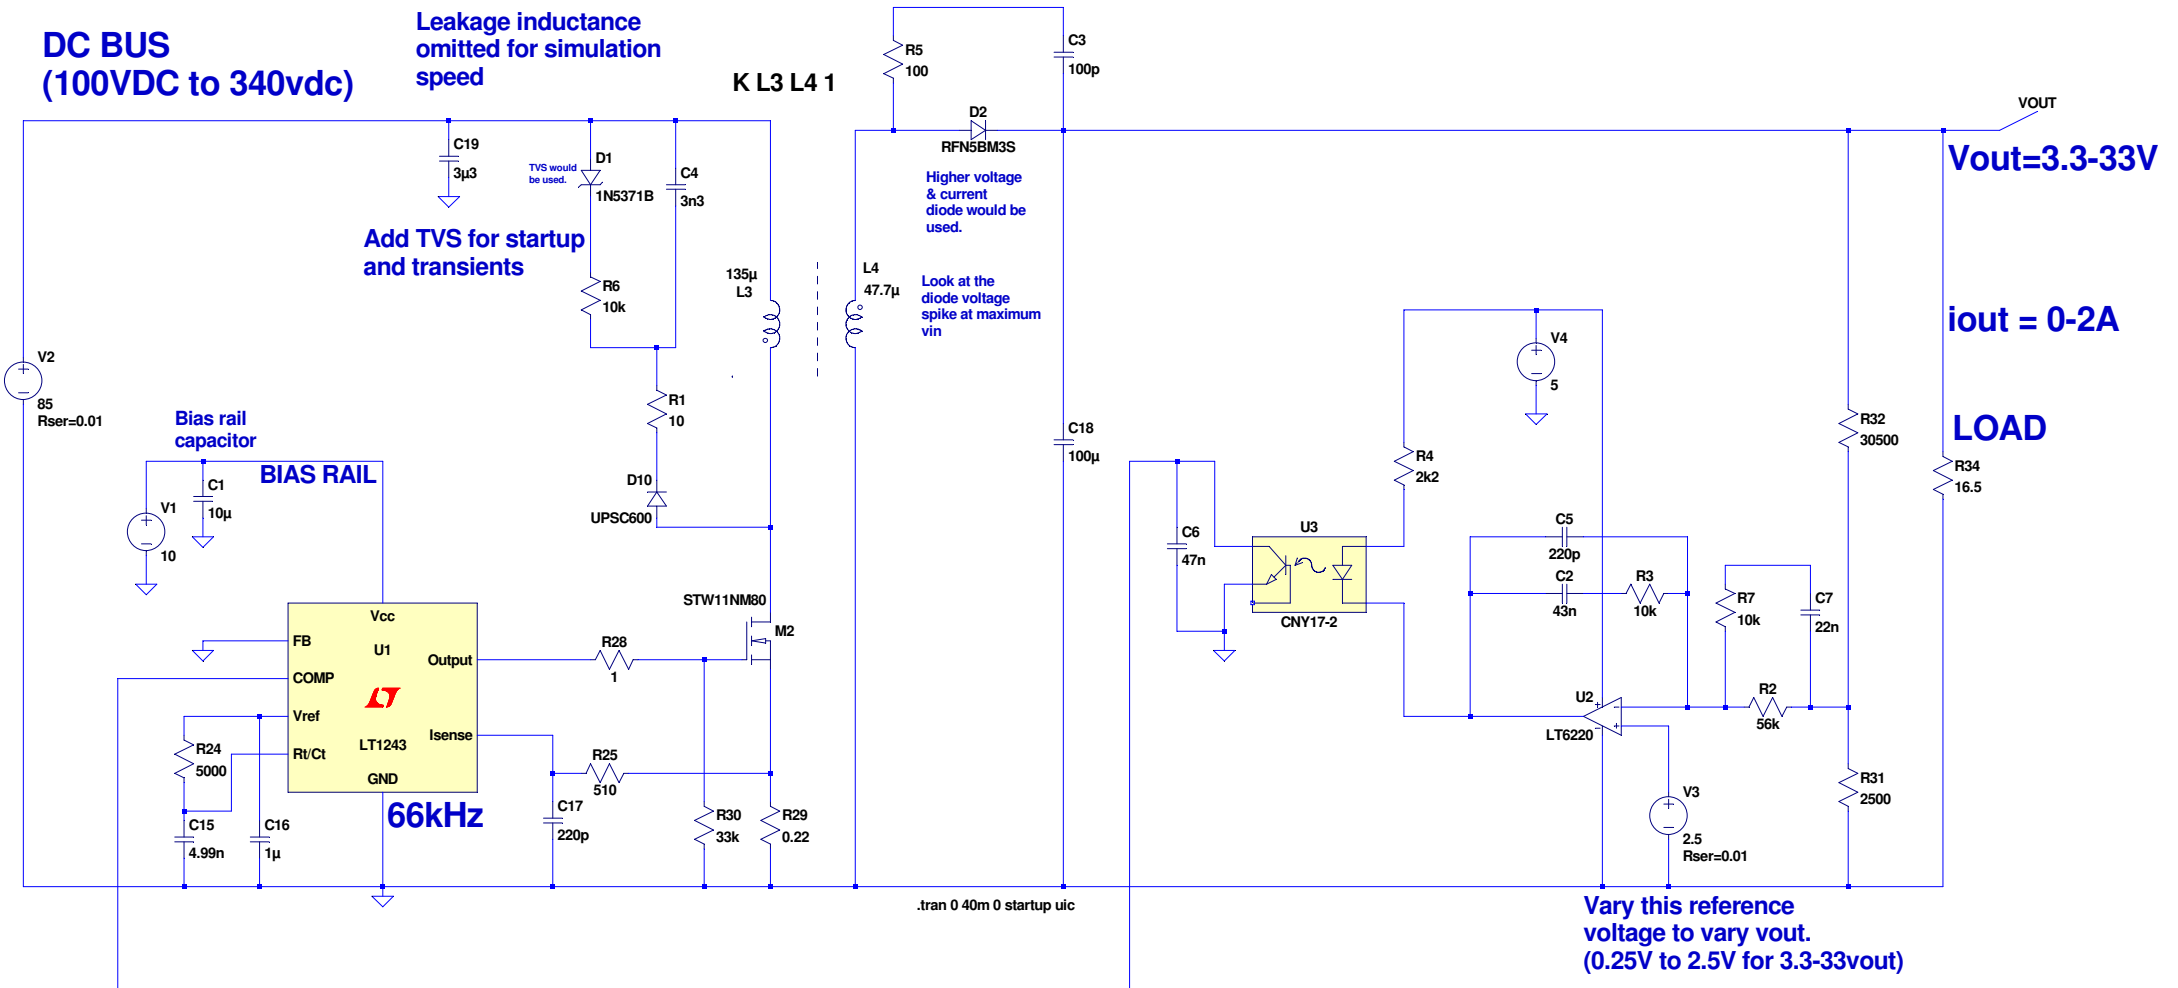 DC BUS
(100VDC to 340vdc)
Leakage inductance
omitted for simulation
speed
K L3 L4 1
R5
100
C3
100p
D2
RFN5BM3S
Higher voltage
& current
diode would be
used.
VOUT
Vout=3.3-33V
C19
3µ3
TVS would
be used.
D1
1N5371B
C4
3n3
Add TVS for startup
and transients
R6
10k
135µ
L3
L4
47.7µ
Look at the
diode voltage
spike at maximum
vin
iout = 0-2A
V4
5
V2
85
Rser=0.01
R1
10
C18
100µ
R32
30500
LOAD
R34
16.5
Bias rail
capacitor
BIAS RAIL
C1
10µ
V1
10
D10
UPSC600
R4
2k2
C6
47n
U3
CNY17-2
C5
220p
C2
43n
R3
10k
R7
10k
C7
22n
STW11NM80
M2
Vcc
FB
U1
COMP
Output
Vref
LT1243
Isense
Rt/Ct
GND
R28
1
U2
LT6220
R2
56k
R24
5000
R25
510
66kHz
C17
220p
R30
33k
R29
0.22
C15
4.99n
C16
1µ
V3
2.5
Rser=0.01
R31
2500
.tran 0 40m 0 startup uic
Vary this reference
voltage to vary vout.
(0.25V to 2.5V for 3.3-33vout)